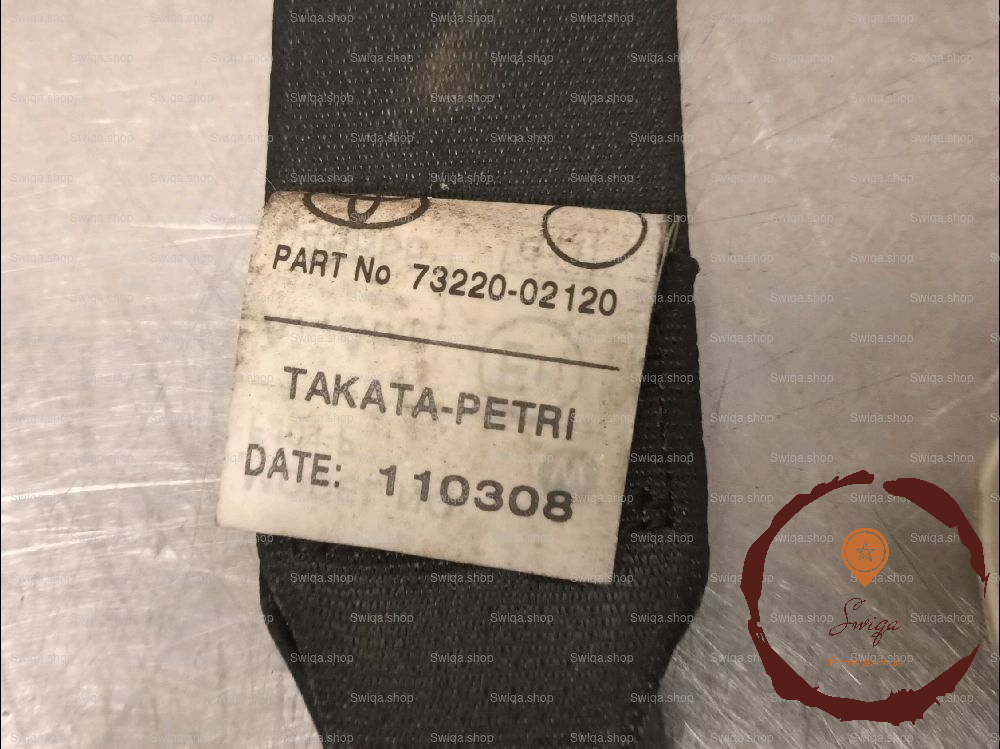 PART No 73220-02120
TAKATA-PETRI
DATE: 110308
Swiqa.shop
Swiqa